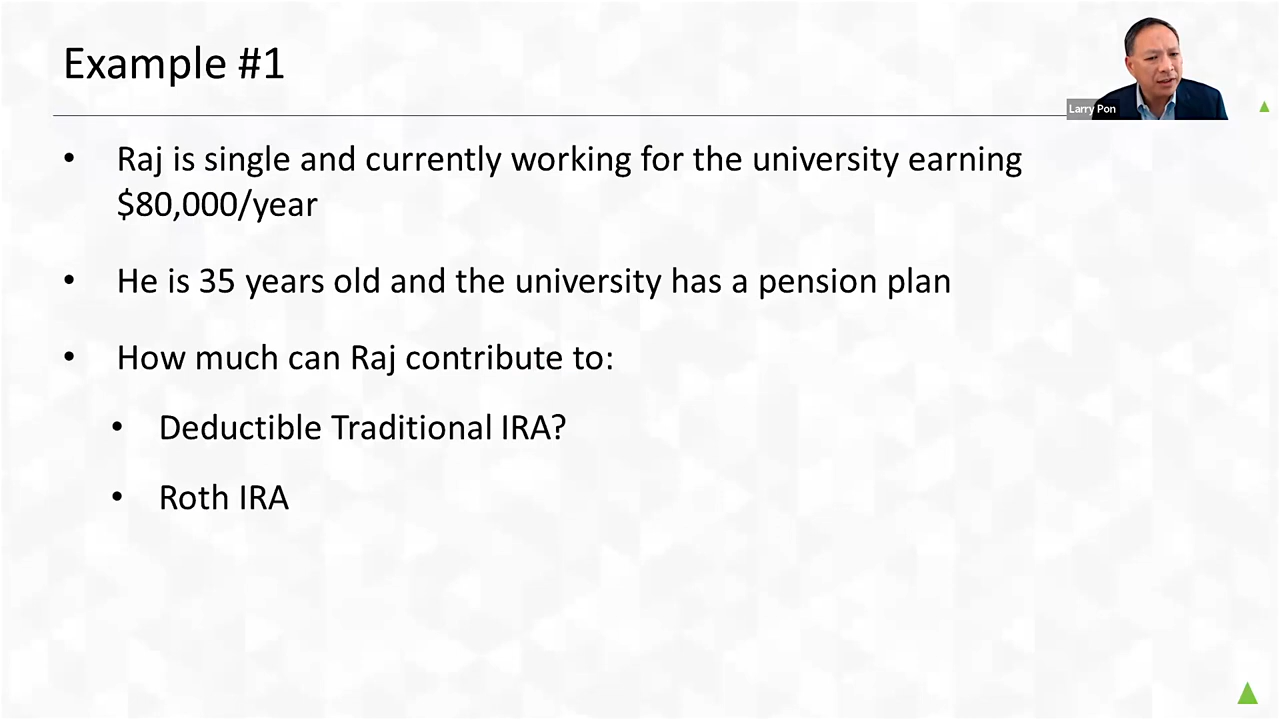 Example #1
Larry Pon
• Raj is single and currently working for the university earning
$80,000/year
• He is 35 years old and the university has a pension plan
• How much can Raj contribute to:
• Deductible Traditional IRA?
• Roth IRA